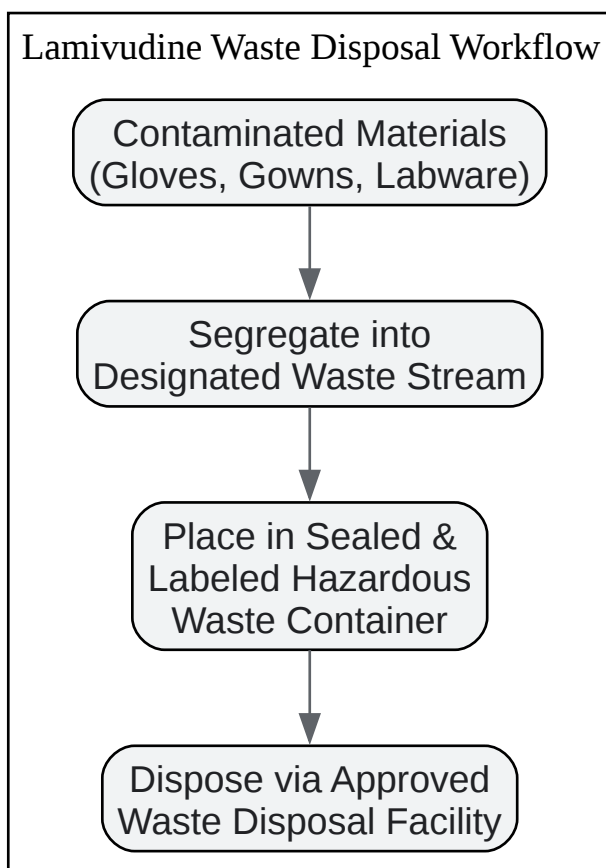 Lamivudine Waste Disposal Workflow
Contaminated Materials
(Gloves, Gowns, Labware)
Segregate into
Designated Waste Stream
Place in Sealed &
Labeled Hazardous
Waste Container
Dispose via Approved
Waste Disposal Facility